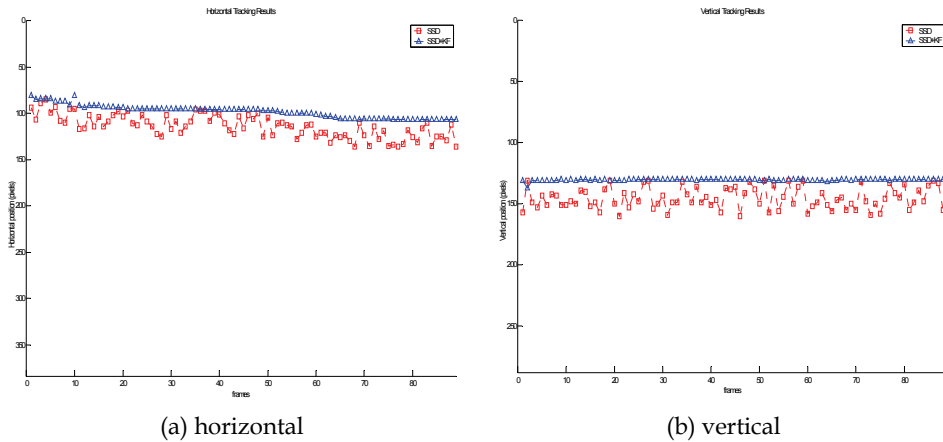 Horizontal Tracking Results
SSD
SSD+KF
0
50
100
150
200
250
300
350
Horizontal position (pixels)
0 10 20 30 40 50 60 70 80
frames
(a) horizontal
Vertical Tracking Results
SSD
SSD+KF
0
50
100
150
200
250
Vertical position (pixels)
0 10 20 30 40 50 60 70 80
frames
(b) vertical